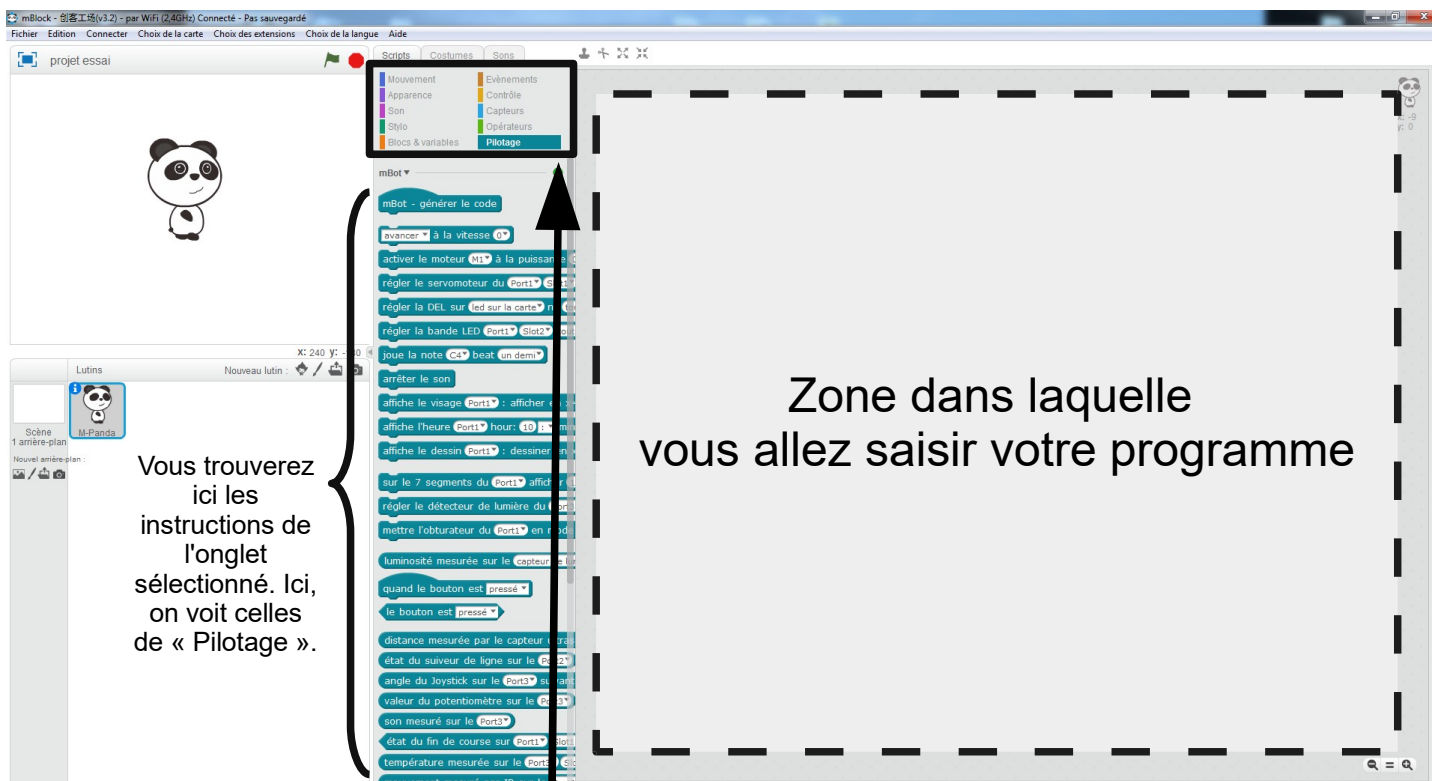 mBlock - 创客工场(v3.2) - par WiFi (2,4GHz) Connecté - Pas sauvegardé
Fichier Edition Connecter Choix de la carte Choix des extensions Choix de la langue Aide
projet essai
X: 240 y:
Lutins
Nouveau lutin :
Scène
1 arrière-plan
M-Panda
Nouvel arrière-plan :
Vous trouverez
ici les
instructions de
l'onglet
sélectionné. Ici,
on voit celles
de « Pilotage ».
Scripts Costumes Sons
Mouvement Evènements
Apparence Contrôle
Son Capteurs
Stylo Opérateurs
Blocs & variables Pilotage
mBot
mBot - générer le code
avancer à la vitesse 0
activer le moteur M1 à la
régler le servomoteur du Port1
régler la DEL sur led sur la carte
régler la bande LED Port1 Slot2
joue la note C4 beat un demi
arrêter le son
affiche le visage Port1 : afficher
affiche l'heure Port1 hour: 10 :
affiche le dessin Port1 : dessiner
sur le 7 segments du Port1
régler le détecteur de lumière du
mettre l'obturateur du Port1 en
luminosité mesurée sur le capteur
quand le bouton est pressé
le bouton est pressé
distance mesurée par le capteur
état du suiveur de ligne sur le
angle du Joystick sur le Port3
valeur du potentiomètre sur le
son mesuré sur le Port3
état du fin de course sur Port1
température mesurée sur le
Zone dans laquelle
vous allez saisir votre programme
x: -9
y: 0